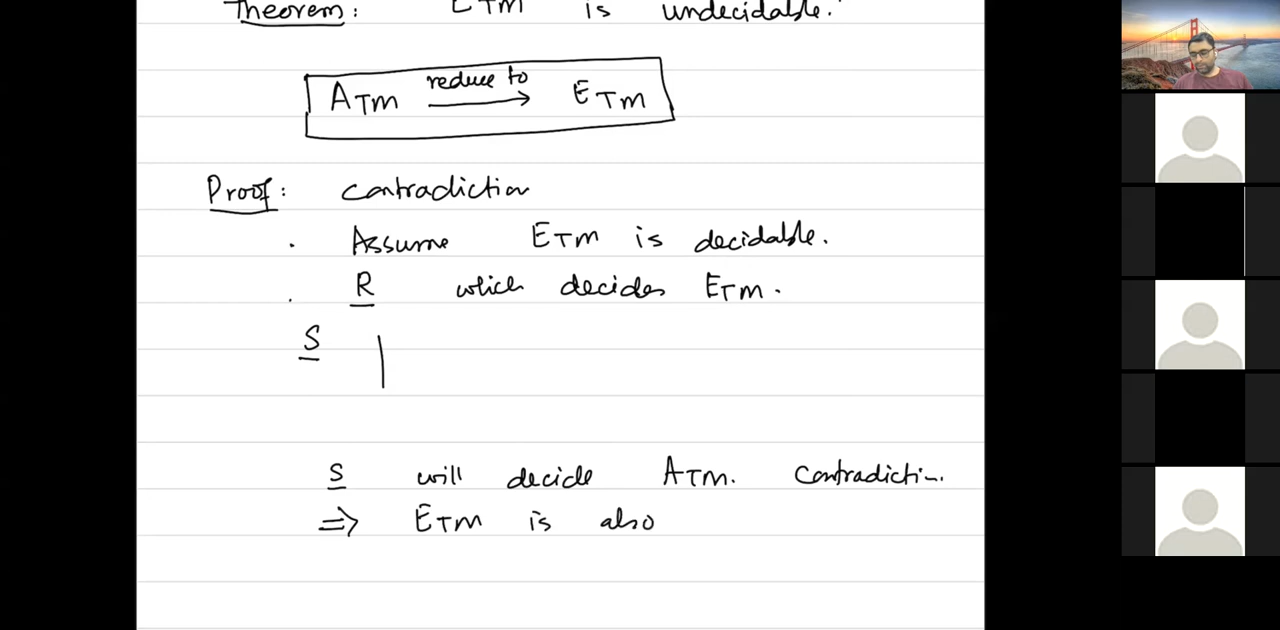 Theorem: ETM is undecidable.
ATM reduce to ETM
Proof: contradiction
. Assume ETM is decidable.
. R which decides ETM.
S
S will decide ATM. Contradiction.
=> ETM is also